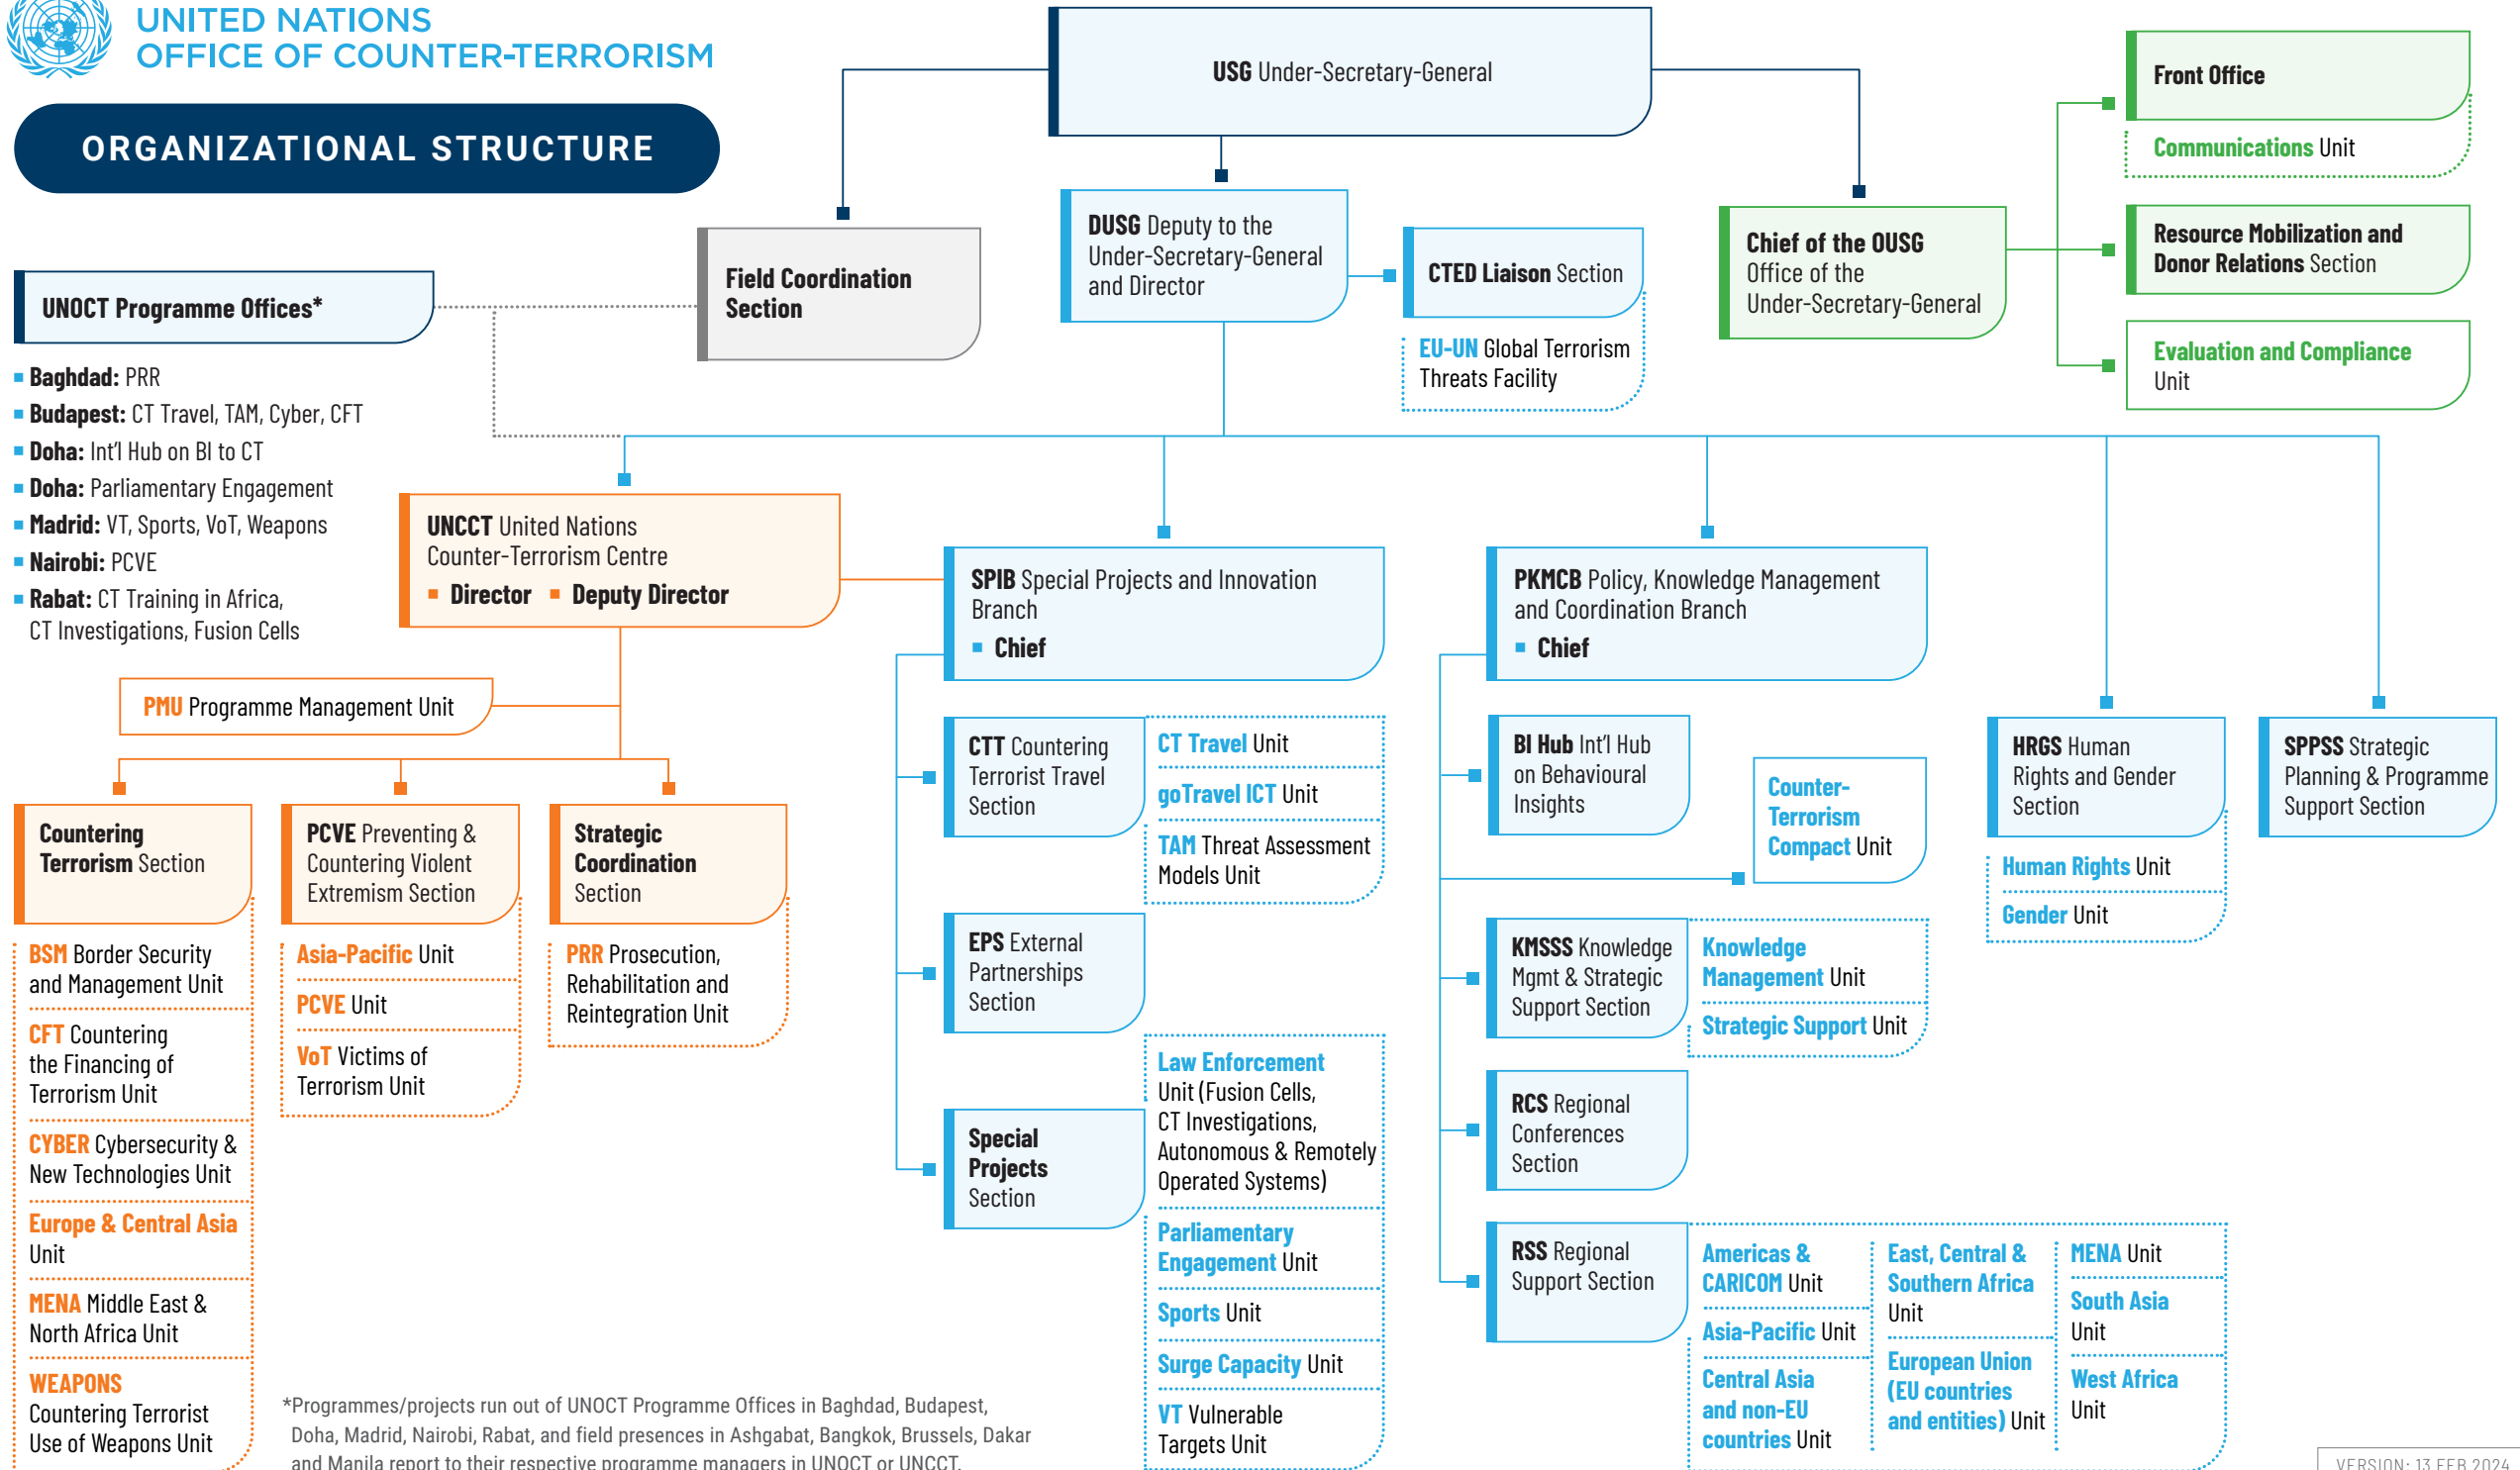 UNITED NATIONS
OFFICE OF COUNTER-TERRORISM
ORGANIZATIONAL STRUCTURE
USG Under-Secretary-General
Front Office
Communications Unit
Resource Mobilization and
Donor Relations Section
Evaluation and Compliance
Unit
Chief of the OUSG
Office of the
Under-Secretary-General
DUSG Deputy to the
Under-Secretary-General
and Director
CTED Liaison Section
EU-UN Global Terrorism
Threats Facility
Field Coordination
Section
UNOCT Programme Offices*
Baghdad: PRR
Budapest: CT Travel, TAM, Cyber, CFT
Doha: Int'l Hub on BI to CT
Doha: Parliamentary Engagement
Madrid: VT, Sports, VoT, Weapons
Nairobi: PCVE
Rabat: CT Training in Africa,
CT Investigations, Fusion Cells
UNCCT United Nations
Counter-Terrorism Centre
Director Deputy Director
PMU Programme Management Unit
Countering
Terrorism Section
BSM Border Security
and Management Unit
CFT Countering
the Financing of
Terrorism Unit
CYBER Cybersecurity &
New Technologies Unit
Europe & Central Asia
Unit
MENA Middle East &
North Africa Unit
WEAPONS
Countering Terrorist
Use of Weapons Unit
PCVE Preventing &
Countering Violent
Extremism Section
Asia-Pacific Unit
PCVE Unit
VoT Victims of
Terrorism Unit
Strategic
Coordination
Section
PRR Prosecution,
Rehabilitation and
Reintegration Unit
SPIB Special Projects and Innovation
Branch
Chief
CTT Countering
Terrorist Travel
Section
CT Travel Unit
goTravel ICT Unit
TAM Threat Assessment
Models Unit
EPS External
Partnerships
Section
Special
Projects
Section
Law Enforcement
Unit (Fusion Cells,
CT Investigations,
Autonomous & Remotely
Operated Systems)
Parliamentary
Engagement Unit
Sports Unit
Surge Capacity Unit
VT Vulnerable
Targets Unit
PKMCB Policy, Knowledge Management
and Coordination Branch
Chief
BI Hub Int'l Hub
on Behavioural
Insights
Counter-
Terrorism
Compact Unit
KMSSS Knowledge
Mgmt & Strategic
Support Section
Knowledge
Management Unit
Strategic Support Unit
RCS Regional
Conferences
Section
RSS Regional
Support Section
Americas &
CARICOM Unit
Asia-Pacific Unit
Central Asia
and non-EU
countries Unit
East, Central &
Southern Africa
Unit
European Union
(EU countries
and entities) Unit
MENA Unit
South Asia
Unit
West Africa
Unit
HRGS Human
Rights and Gender
Section
Human Rights Unit
Gender Unit
SPPSS Strategic
Planning & Programme
Support Section
*Programmes/projects run out of UNOCT Programme Offices in Baghdad, Budapest,
Doha, Madrid, Nairobi, Rabat, and field presences in Ashgabat, Bangkok, Brussels, Dakar
and Manila report to their respective programme managers in UNOCT or UNCCT.
VERSION: 13 FEB 2024